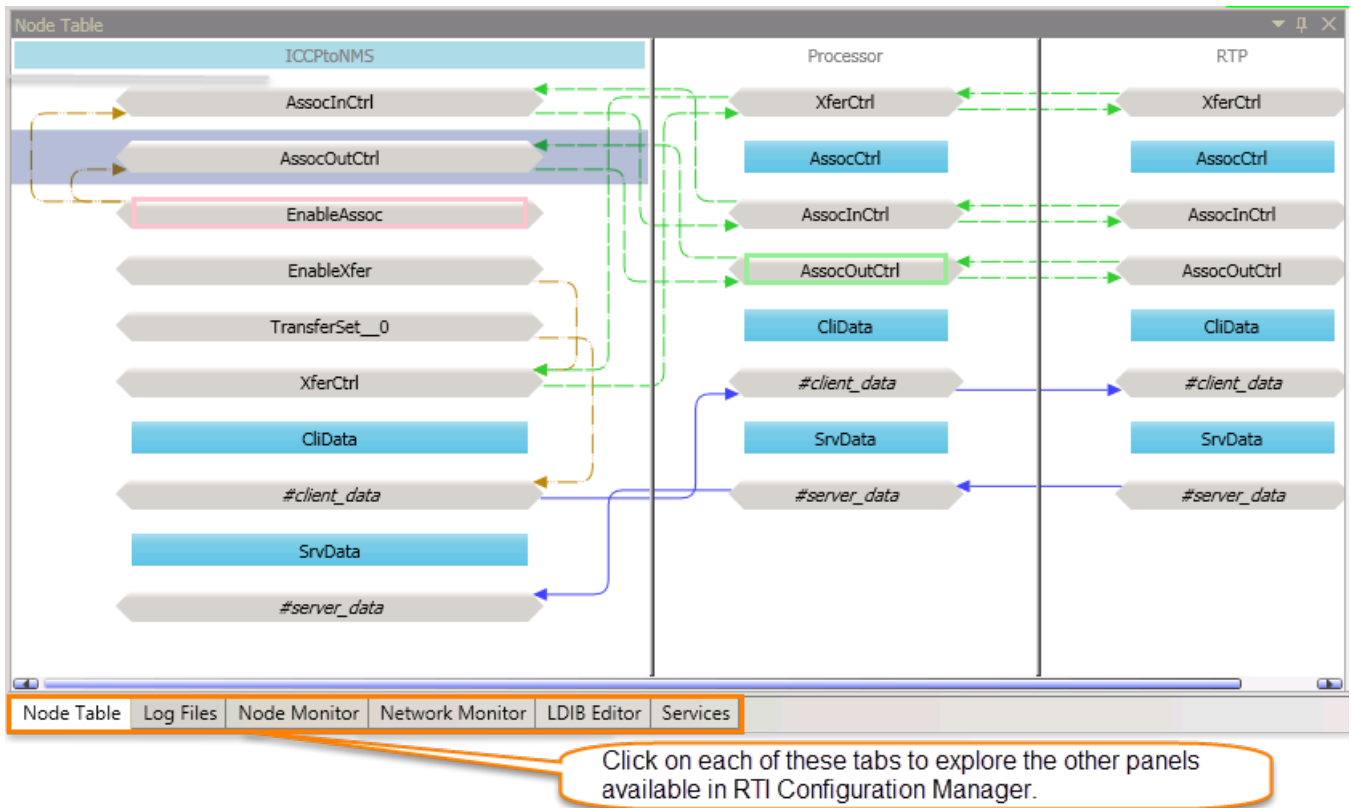 Node Table
ICCPtoNMS
Processor
RTP
AssocInCtrl
XferCtrl
XferCtrl
AssocOutCtrl
AssocCtrl
AssocCtrl
EnableAssoc
AssocInCtrl
AssocInCtrl
EnableXfer
AssocOutCtrl
AssocOutCtrl
TransferSet__0
CliData
CliData
XferCtrl
#client_data
#client_data
CliData
SrvData
SrvData
#client_data
#server_data
#server_data
SrvData
#server_data
Node Table
Log Files
Node Monitor
Network Monitor
LDIB Editor
Services
Click on each of these tabs to explore the other panels
available in RTI Configuration Manager.